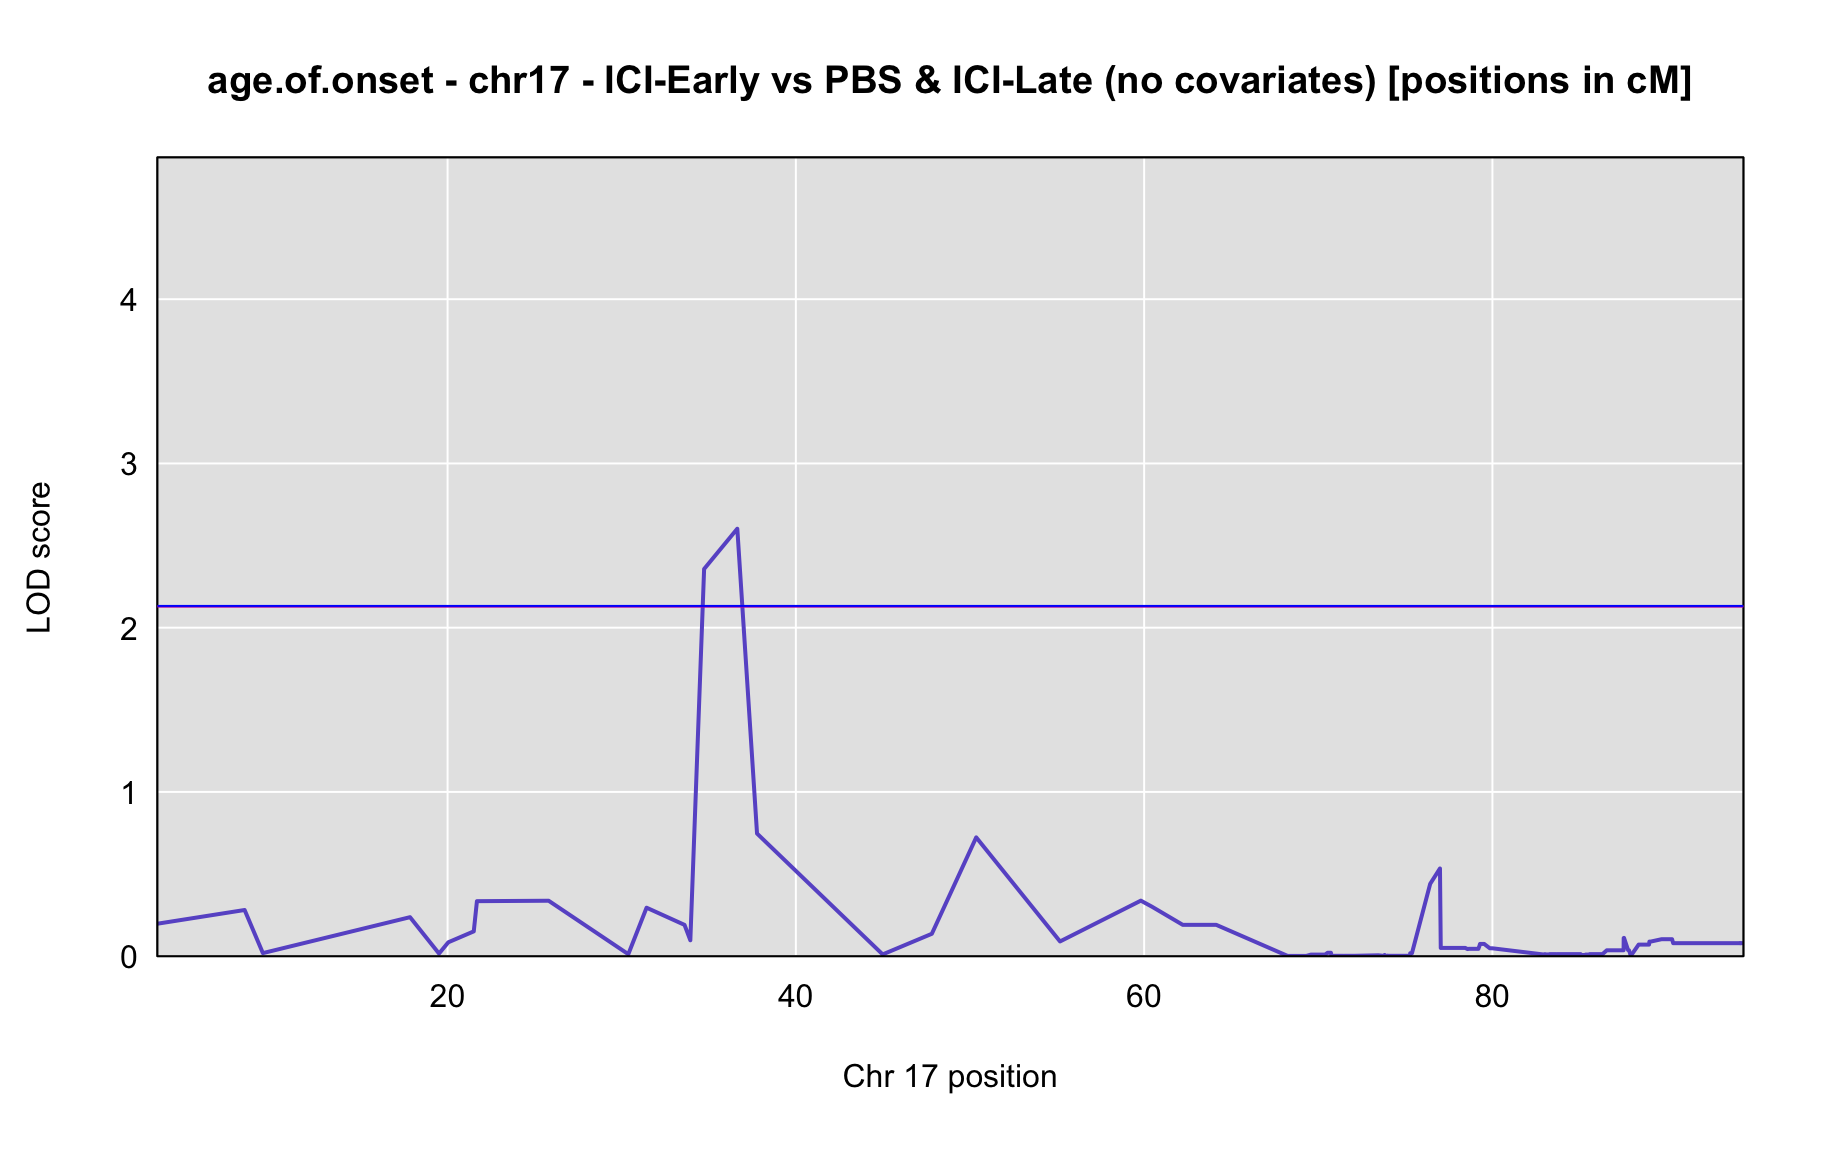 age.of.onset - chr17 - ICI-Early vs PBS & ICI-Late (no covariates) [positions in cM]
4
3
2
1
0
LOD score
20 40 60 80
Chr 17 position